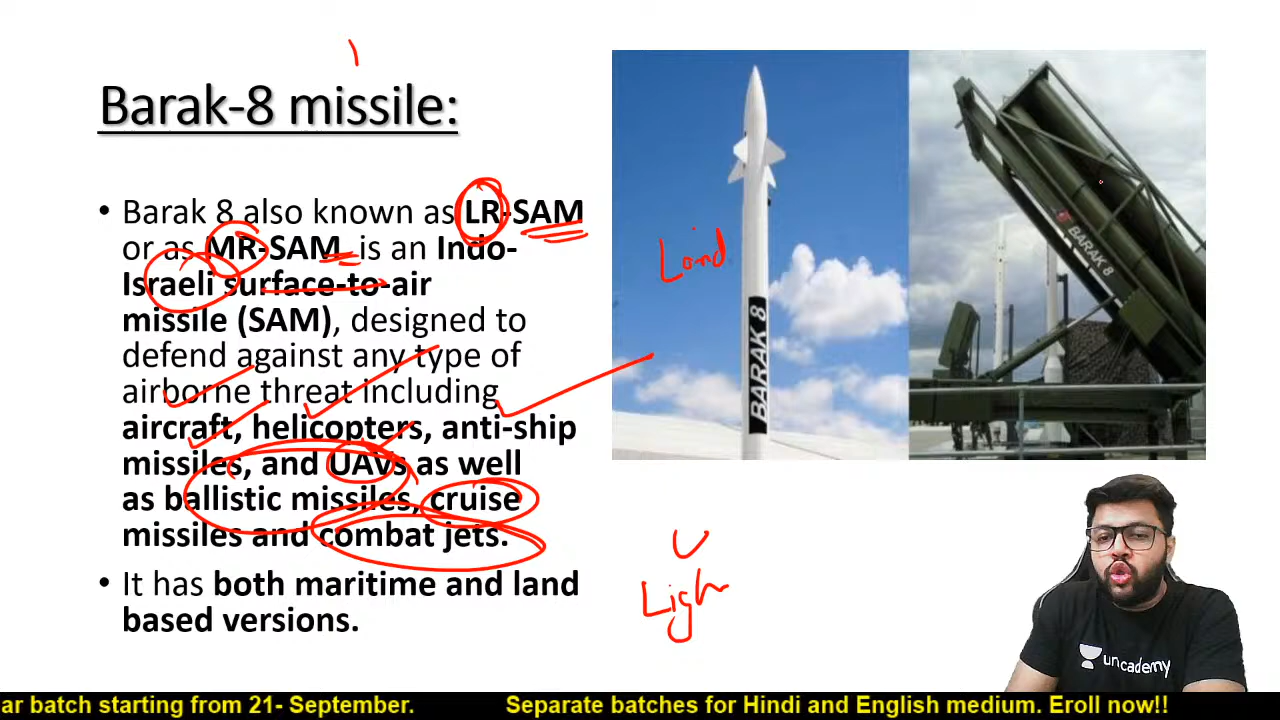 Barak-8 missile:
• Barak 8 also known as LR-SAM
or as MR-SAM is an Indo-
Israeli surface-to-air
missile (SAM), designed to
defend against any type of
airborne threat including
aircraft, helicopters, anti-ship
missiles, and UAVs as well
as ballistic missiles, cruise
missiles and combat jets.
• It has both maritime and land
based versions.
Land
BARAK 8
BARAK 8
Ligh
unacademy
ar batch starting from 21- September. Separate batches for Hindi and English medium. Eroll now!!